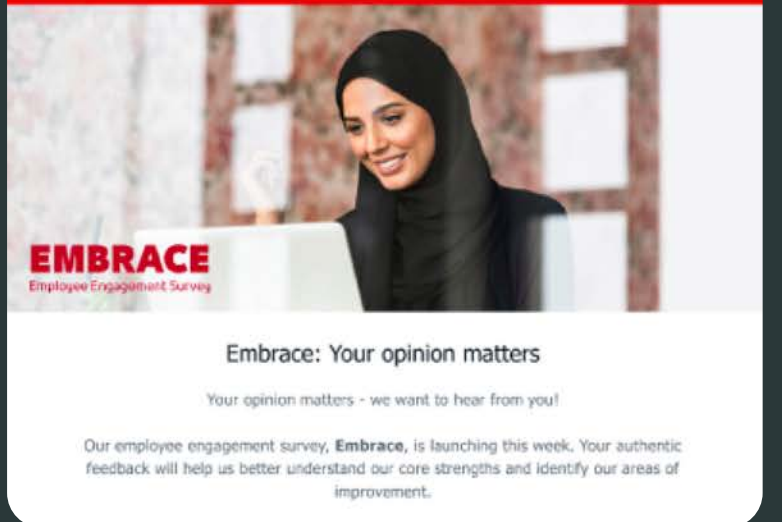 EMBRACE
Employee Engagement Survey
Embrace: Your opinion matters
Your opinion matters - we want to hear from you!
Our employee engagement survey, Embrace, is launching this week. Your authentic
feedback will help us better understand our core strengths and identify our areas of
improvement.